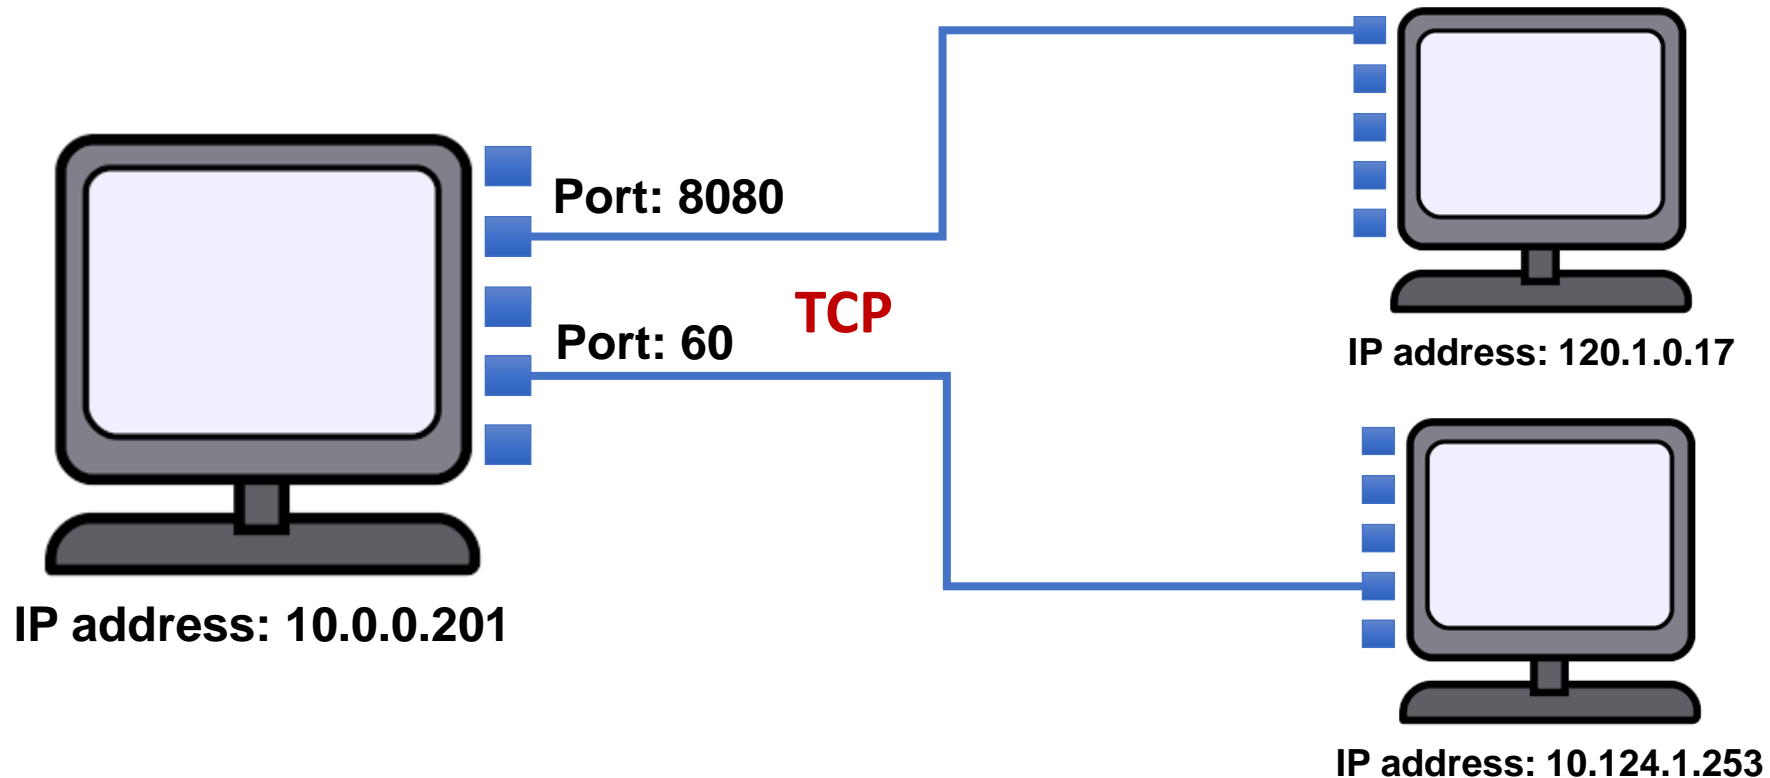 Port: 8080
TCP
Port: 60
IP address: 120.1.0.17
IP address: 10.0.0.201
IP address: 10.124.1.253